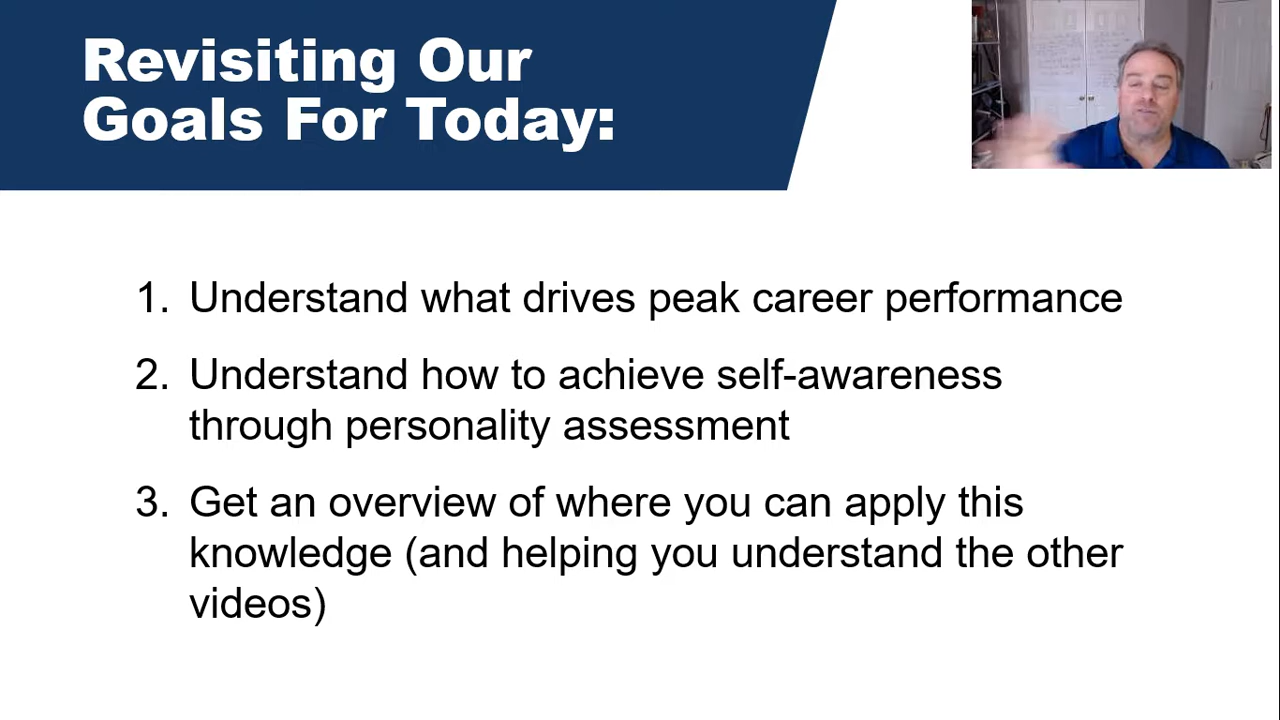 Revisiting Our
Goals For Today:
1. Understand what drives peak career performance
2. Understand how to achieve self-awareness
through personality assessment
3. Get an overview of where you can apply this
knowledge (and helping you understand the other
videos)